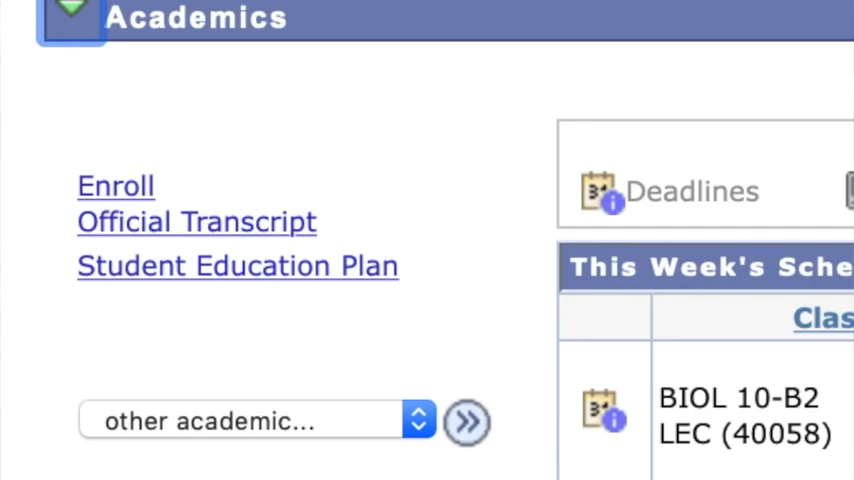 Academics
Enroll
Official Transcript
Student Education Plan
other academic...
Deadlines
This Week's Sche
Clas
BIOL 10-B2
LEC (40058)